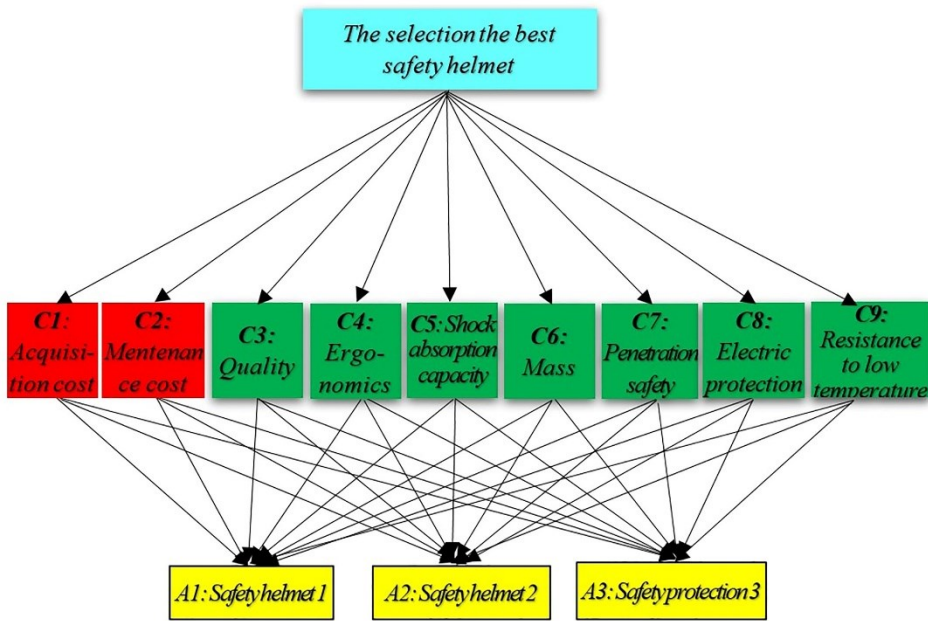 The selection the best
safety helmet
C1:
Acquisi-
tion cost
C2:
Mentenan
ce cost
C3:
Quality
C4:
Ergo-
nomics
C5: Shock
absorption
capacity
C6:
Mass
C7:
Penetration
safety
C8:
Electric
protection
C9:
Resistance
to low
temperature
A1: Safety helmet 1
A2: Safety helmet 2
A3: Safety protection 3